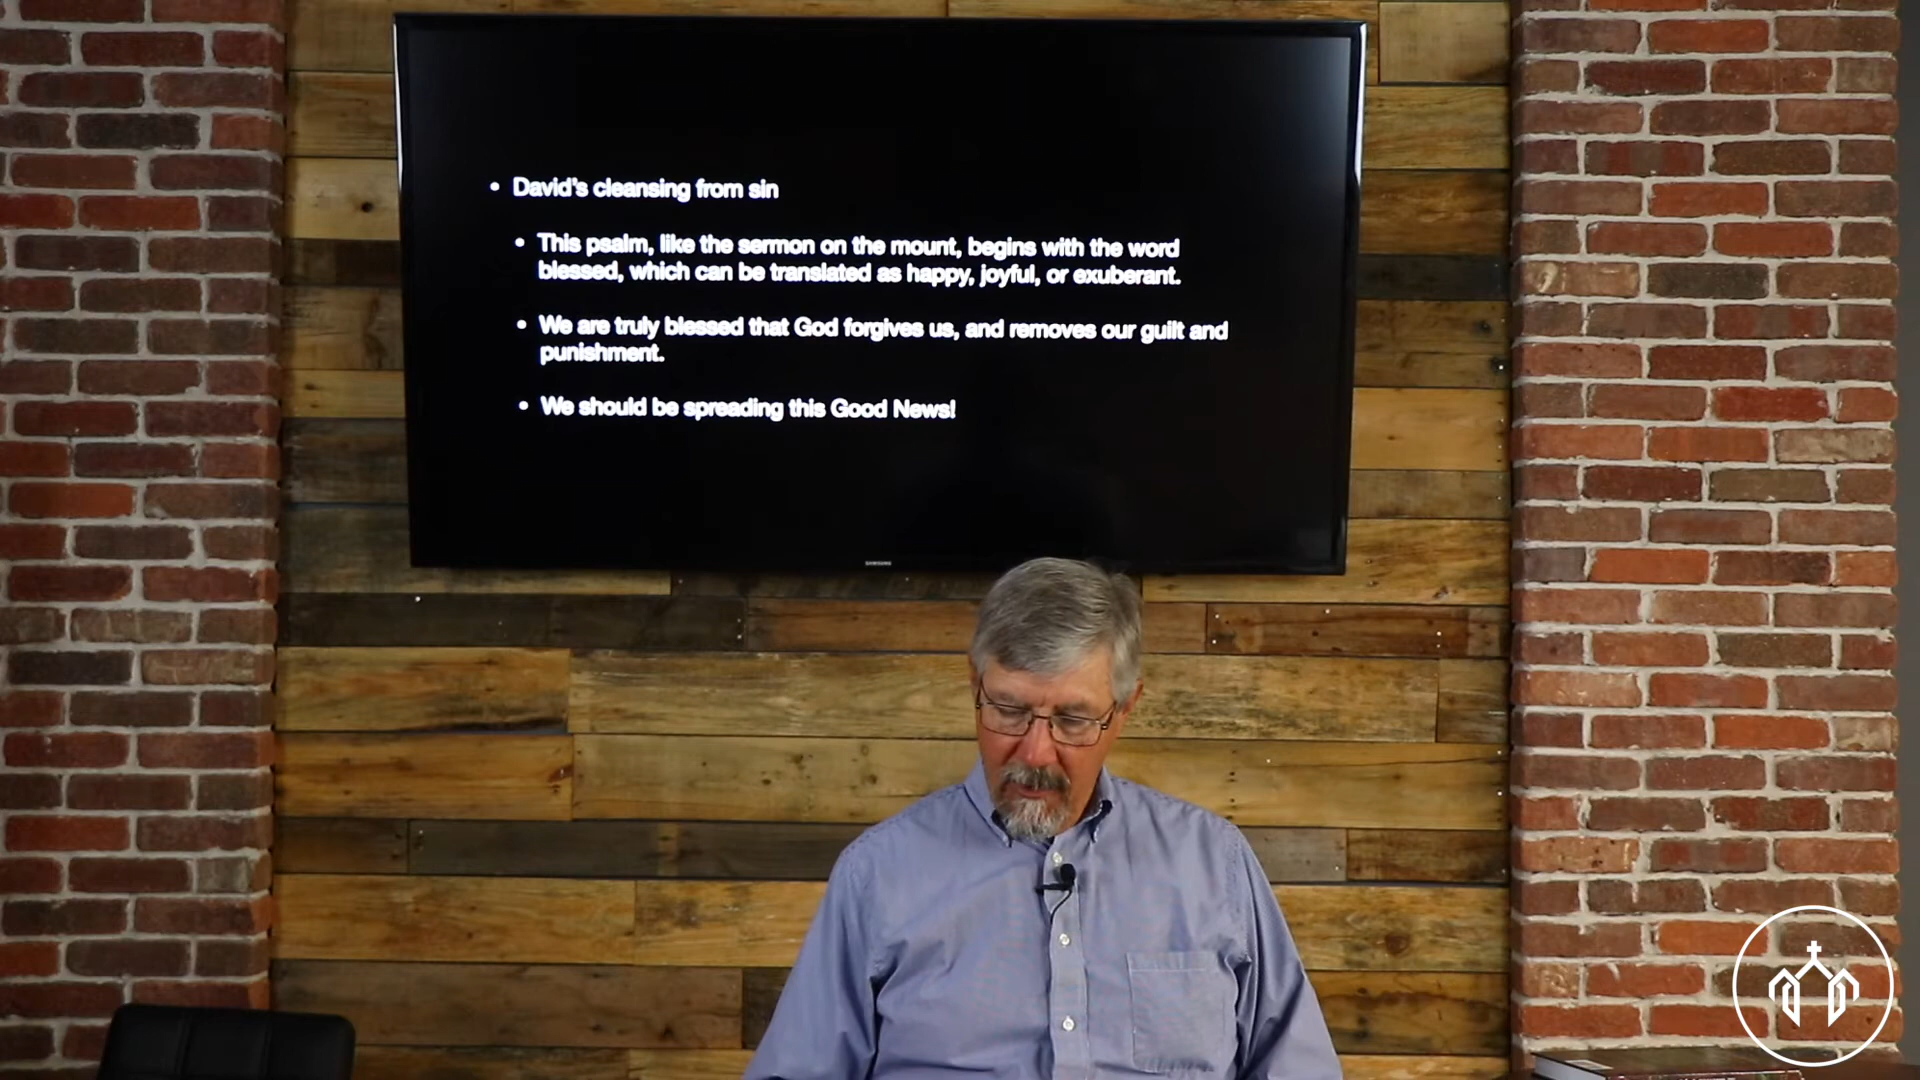 • David's cleansing from sin
• This psalm, like the sermon on the mount, begins with the word
blessed, which can be translated as happy, joyful, or exuberant.
• We are truly blessed that God forgives us, and removes our guilt and
punishment.
• We should be spreading this Good News!
SAMSUNG